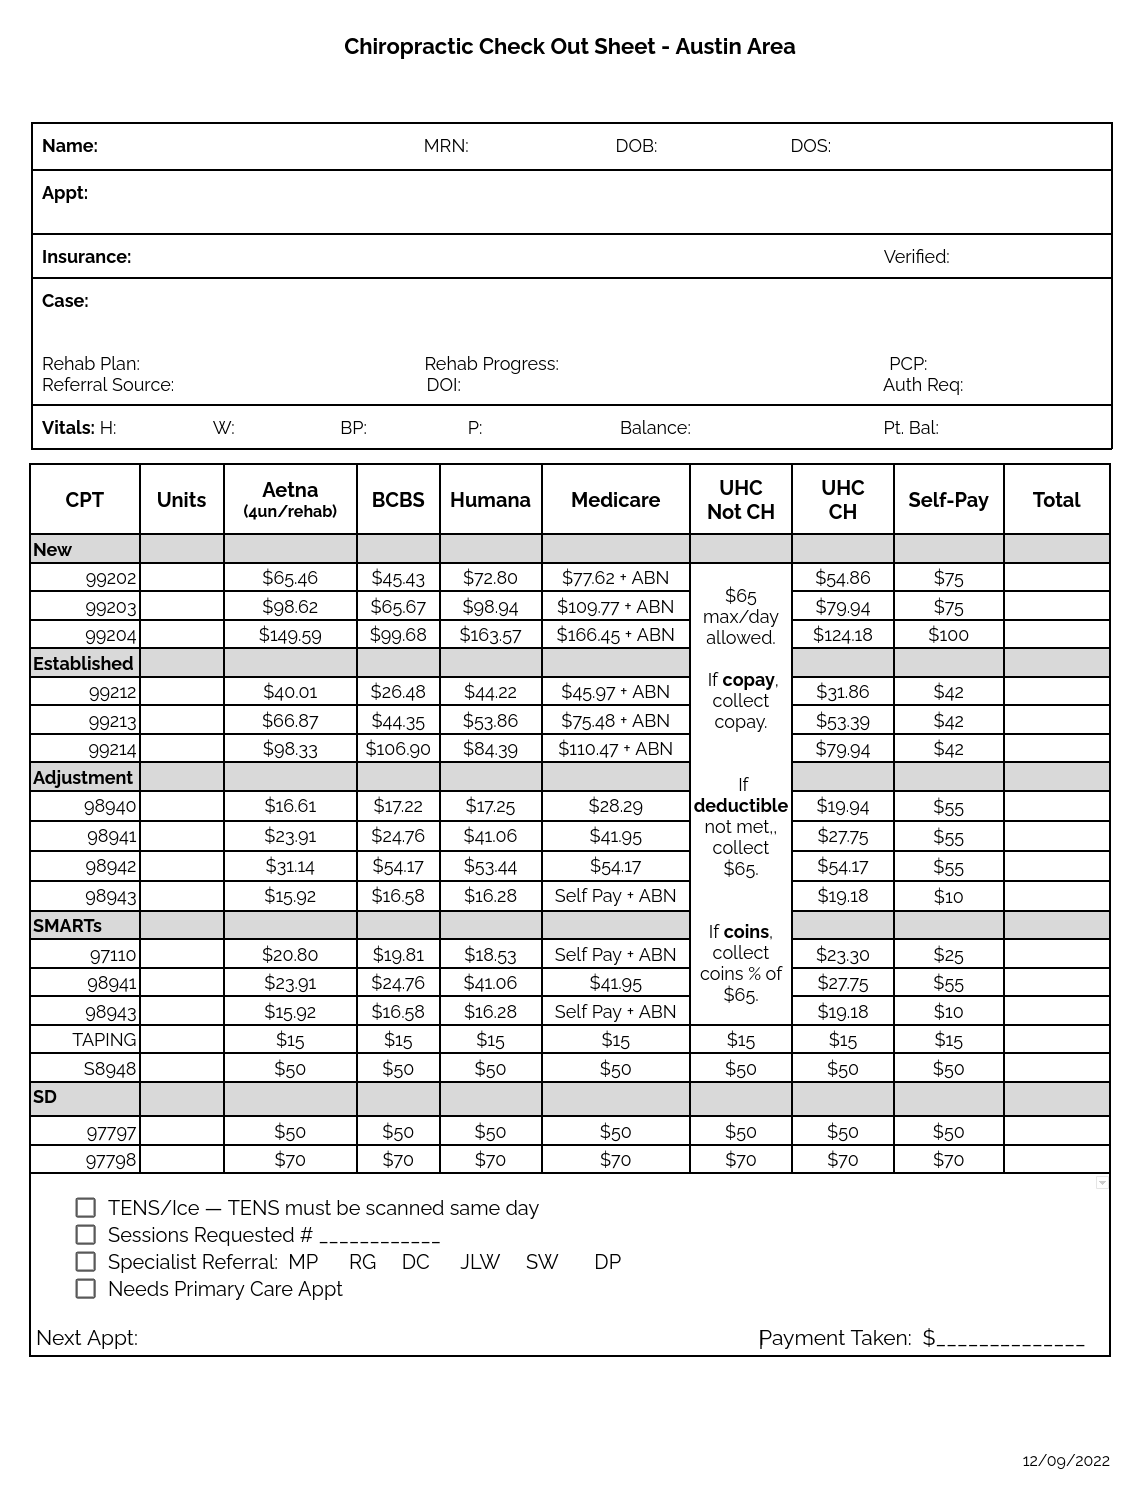 Chiropractic Check Out Sheet - Austin Area
Name: MRN: DOB: DOS:
Appt:
Insurance: Verified:
Case:
Rehab Plan: Rehab Progress: PCP:
Referral Source: DOI: Auth Req:
Vitals: H: W: BP: P: Balance: Pt. Bal:
CPT Units Aetna (4un/rehab) BCBS Humana Medicare UHC Not CH UHC CH Self-Pay Total
New
99202 $65.46 $45.43 $72.80 $77.62 + ABN $54.86 $75
99203 $98.62 $65.67 $98.94 $109.77 + ABN $79.94 $75
99204 $149.59 $99.68 $163.57 $166.45 + ABN $124.18 $100
Established
99212 $40.01 $26.48 $44.22 $45.97 + ABN $31.86 $42
99213 $66.87 $44.35 $53.86 $75.48 + ABN $53.39 $42
99214 $98.33 $106.90 $84.39 $110.47 + ABN $79.94 $42
Adjustment
98940 $16.61 $17.22 $17.25 $28.29 $19.94 $55
98941 $23.91 $24.76 $41.06 $41.95 $27.75 $55
98942 $31.14 $54.17 $53.44 $54.17 $54.17 $55
98943 $15.92 $16.58 $16.28 Self Pay + ABN $19.18 $10
SMARTs
97110 $20.80 $19.81 $18.53 Self Pay + ABN $23.30 $25
98941 $23.91 $24.76 $41.06 $41.95 $27.75 $55
98943 $15.92 $16.58 $16.28 Self Pay + ABN $19.18 $10
$65
max/day
allowed.
If copay,
collect
copay.
If
deductible
not met,,
collect
$65.
If coins,
collect
coins % of
$65.
TAPING $15 $15 $15 $15 $15 $15 $15
S8948 $50 $50 $50 $50 $50 $50 $50
SD
97797 $50 $50 $50 $50 $50 $50 $50
97798 $70 $70 $70 $70 $70 $70 $70
TENS/Ice — TENS must be scanned same day
Sessions Requested # ____________
Specialist Referral: MP RG DC JLW SW DP
Needs Primary Care Appt
Next Appt: Payment Taken: $______________
12/09/2022